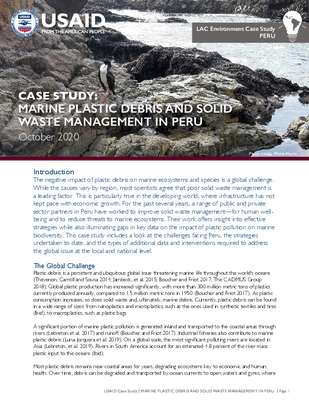 USAID
FROM THE AMERICAN PEOPLE
LAC Environment Case Study
PERU
CASE STUDY:
MARINE PLASTIC DEBRIS AND SOLID
WASTE MANAGEMENT IN PERU
October 2020
Introduction
The negative impact of plastic debris on marine ecosystems and species is a global challenge.
While the causes vary by region, most scientists agree that poor solid waste management is
a leading factor. This is particularly true in the developing world, where infrastructure has not
kept pace with economic growth. For the past several years, a range of public and private
sector partners in Peru have worked to improve solid waste management—for human well-
being and to reduce threats to marine ecosystems. Their work offers insight into effective
strategies while also illuminating gaps in key data on the impact of plastic pollution on marine
biodiversity. This case study includes a look at the challenges facing Peru, the strategies
undertaken to date, and the types of additional data and interventions required to address
this global issue at the local and national level.
The Global Challenge
Plastic debris is a persistent and ubiquitous global issue threatening marine life throughout the world's oceans
(Thevenon, Carroll and Sousa 2014; Jambeck, et al. 2015; Boucher and Friot 2017; The CADMUS Group
2018). Global plastic production has increased significantly, with more than 300 million metric tons of plastics
currently produced annually, compared to 1.5 million metric tons in 1950 (Boucher and Friot 2017). As plastic
consumption increases, so does solid waste and, ultimately, marine debris. Currently, plastic debris can be found
in a wide range of sizes: from nanoplastics and microplastics, such as the ones used in synthetic textiles and tires
(Ibid), to macroplastics, such as plastic bags.
A significant portion of marine plastic pollution is generated inland and transported to the coastal areas through
rivers (Lebreton et al. 2017) and runoff (Boucher and Friot 2017). Industrial fisheries also contribute to marine
plastic debris (Luna-Jorquera et al. 2019). On a global scale, the most significant polluting rivers are located in
Asia (Lebreton, et al. 2019). Rivers in South America account for an estimated 4.8 percent of the river mass
plastic input to the oceans (Ibid).
Most plastic debris remains near coastal areas for years, degrading ecosystems key to economic and human
health. Over time, debris can be degraded and transported by ocean currents to open waters and gyres, where
USAID Case Study | MARINE PLASTIC DEBRIS AND SOLID WASTE MANAGEMENT IN PERU